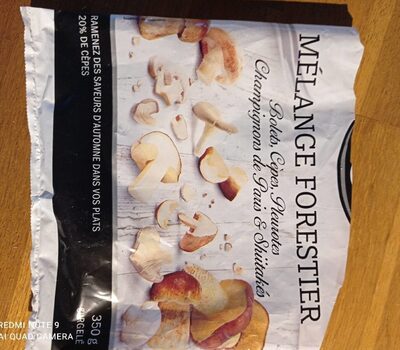 MÉLANGE FORESTIER
Bolets, Cèpes, Pleurotes
Champignons de Paris & Shiitakés
RAMENEZ DES SAVEURS D'AUTOMNE DANS VOS PLATS
20% DE CÈPES
350g
SURGELÉ
REDMI NOTE 9
AI QUAD CAMERA